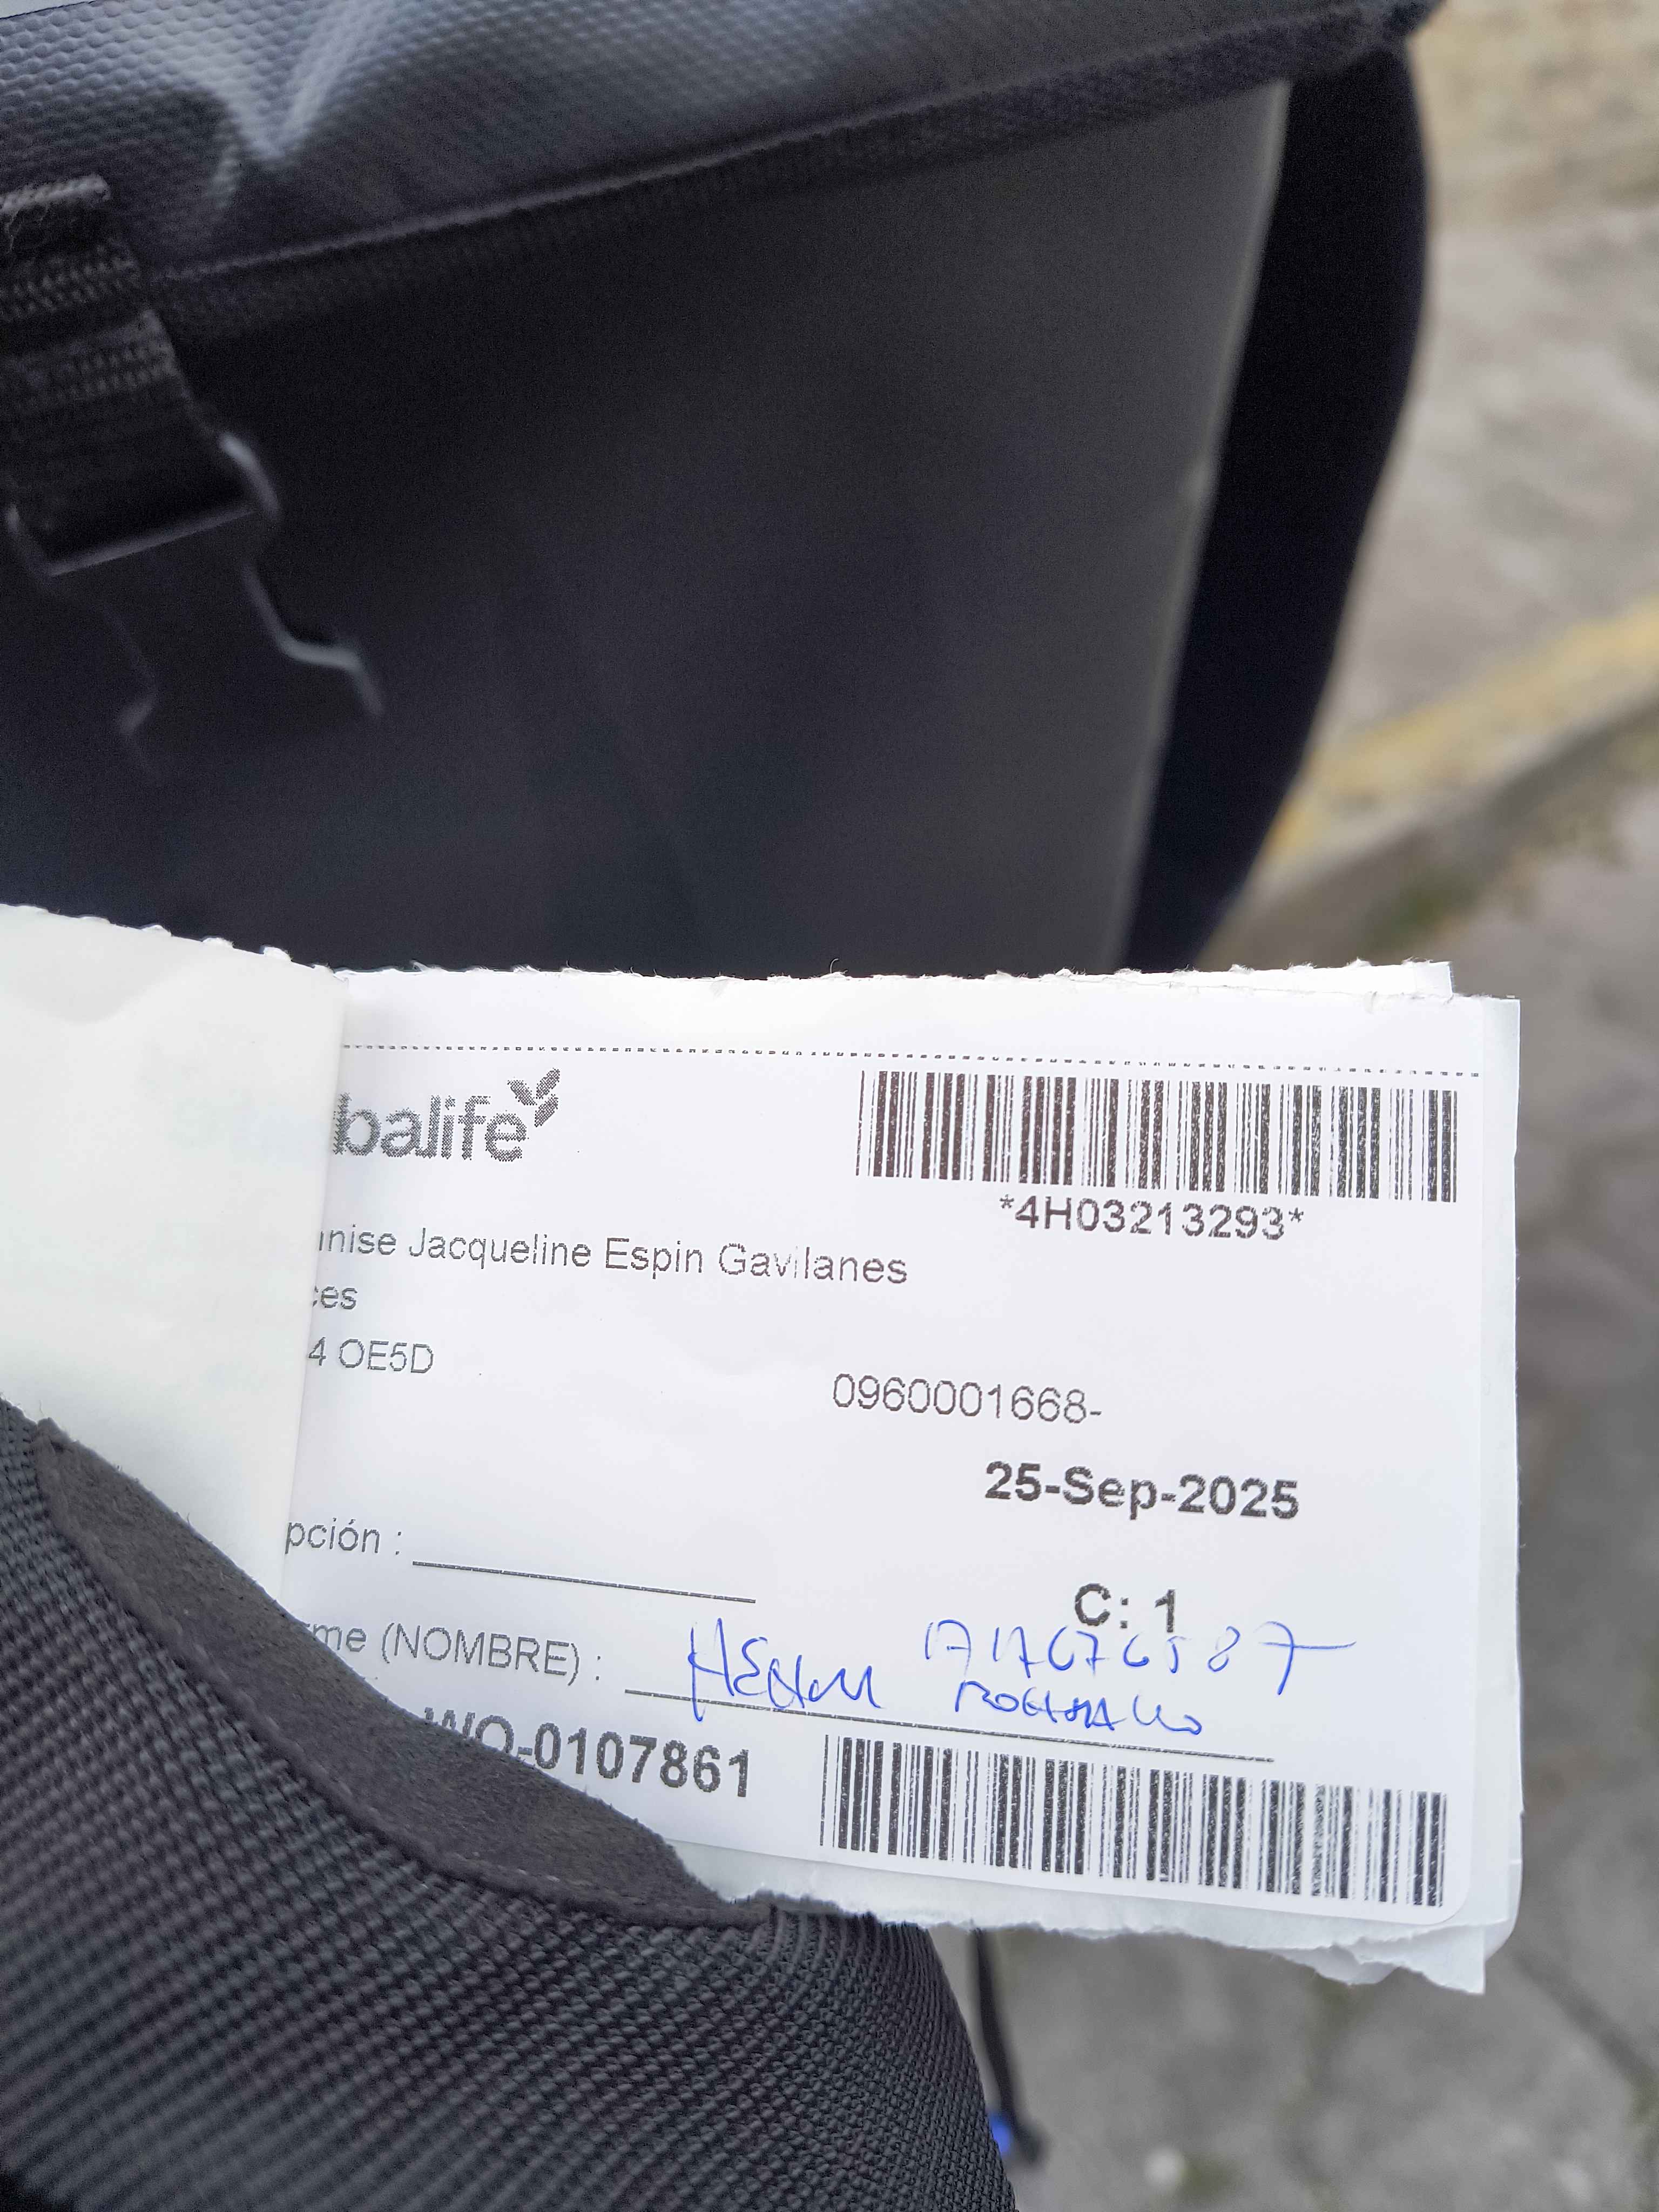 balife
*4H03213293*
nise Jacqueline Espin Gavilanes
ces
4 OE5D
0960001668-
25-Sep-2025
pción :
C: 1
1717676587
me (NOMBRE) :
WO-0107861